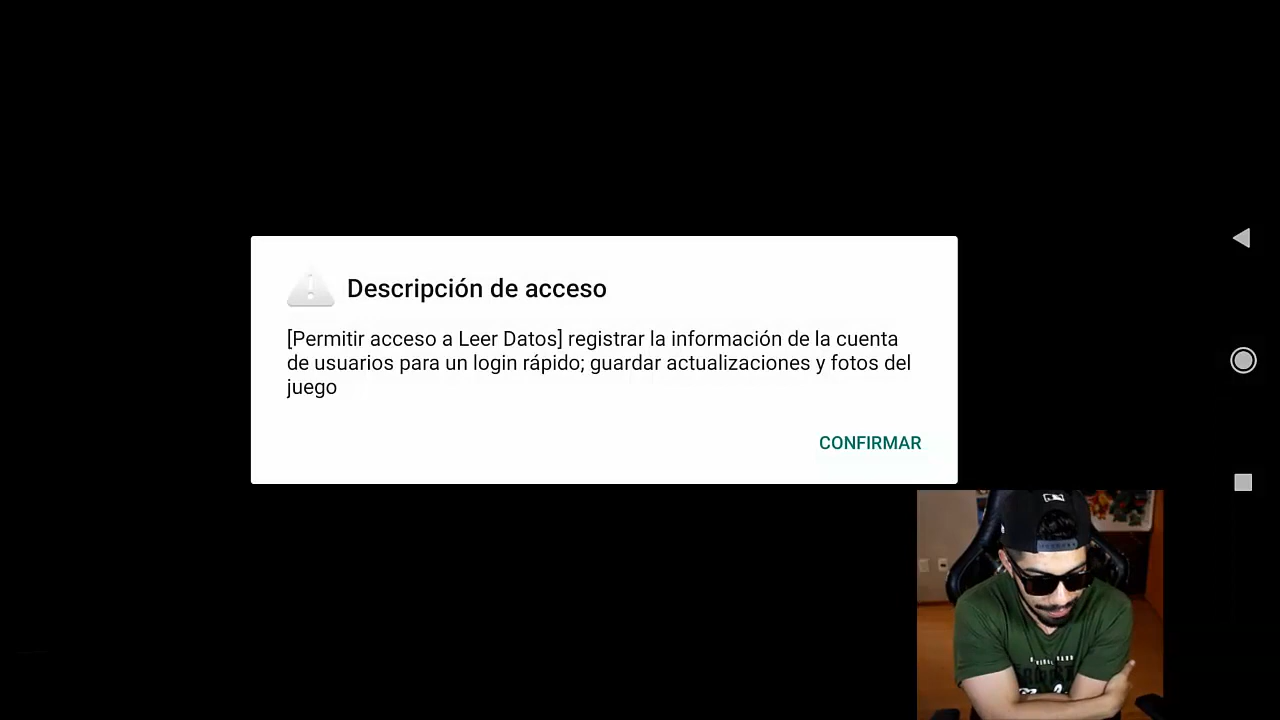 Descripción de acceso
[Permitir acceso a Leer Datos] registrar la información de la cuenta
de usuarios para un login rápido; guardar actualizaciones y fotos del
juego
CONFIRMAR